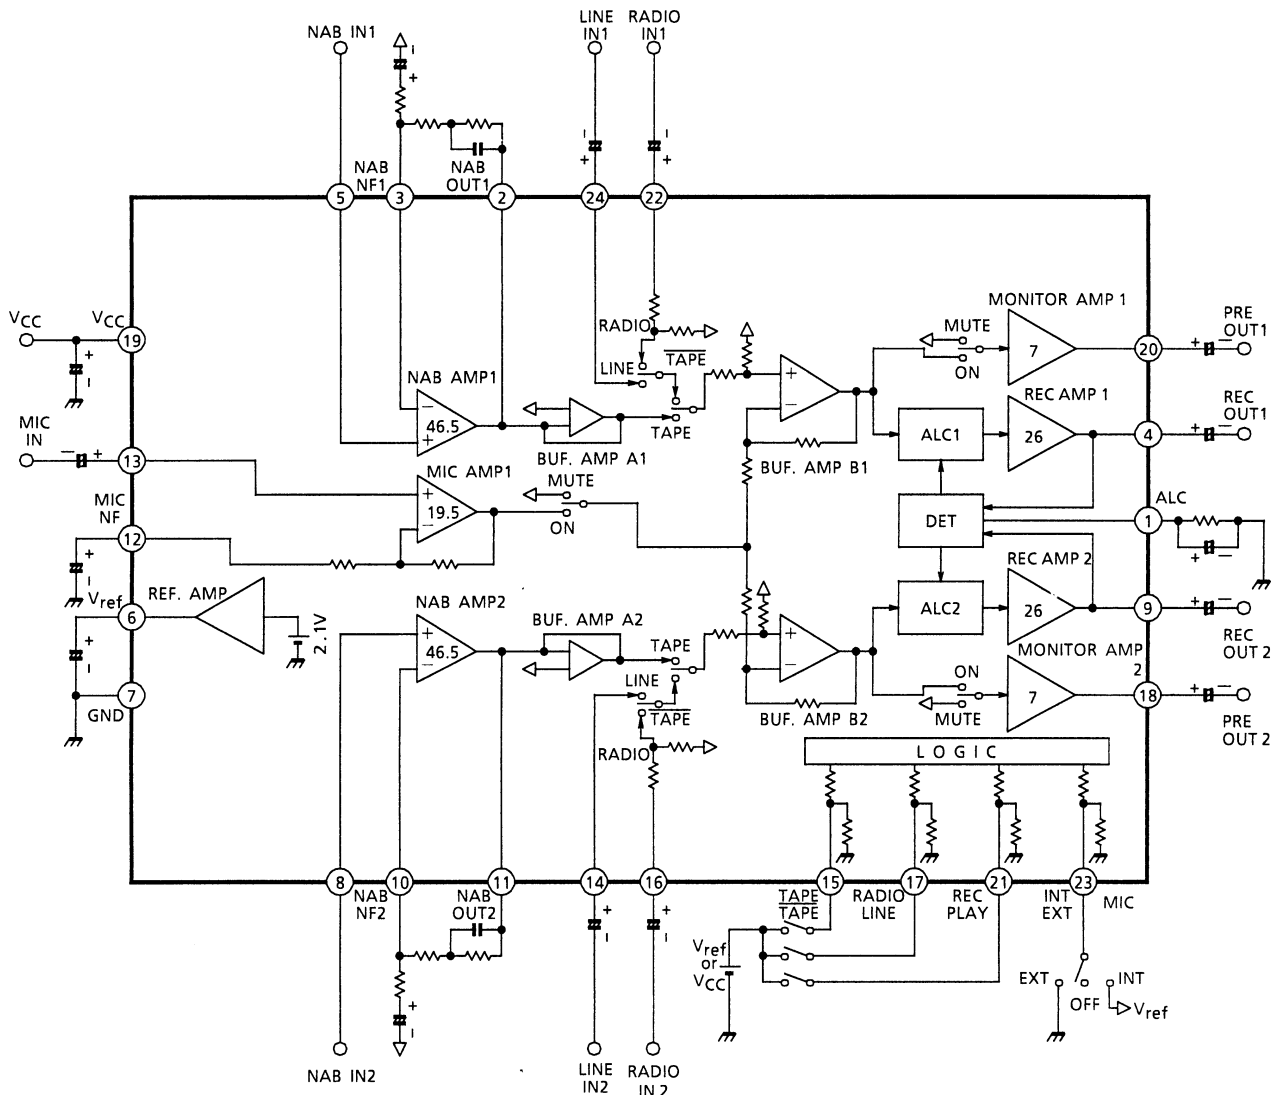 LINE
IN1
RADIO
IN1
NAB IN1
NAB
NF1
NAB
OUT1
5
3
2
24
22
VCC
VCC
19
MIC
IN
13
MIC
NF
12
Vref
6
7
GND
REF. AMP
2.1V
NAB AMP1
46.5
MIC AMP1
19.5
NAB AMP2
46.5
BUF. AMP A1
MUTE
ON
BUF. AMP A2
RADIO
LINE
TAPE
TAPE
TAPE
LINE
TAPE
RADIO
BUF. AMP B1
BUF. AMP B2
MUTE
ON
MONITOR AMP 1
7
REC AMP 1
26
ALC1
DET
ALC2
REC AMP 2
26
MONITOR AMP
2
7
ON
MUTE
20
PRE
OUT1
4
REC
OUT1
1
ALC
9
REC
OUT 2
18
PRE
OUT 2
LOGIC
8
10
11
14
16
15
17
21
23
NAB
NF2
NAB
OUT2
TAPE
TAPE
RADIO
LINE
REC
PLAY
INT
EXT
MIC
Vref
or
VCC
EXT
OFF
INT
Vref
NAB IN2
LINE
IN2
RADIO
IN2